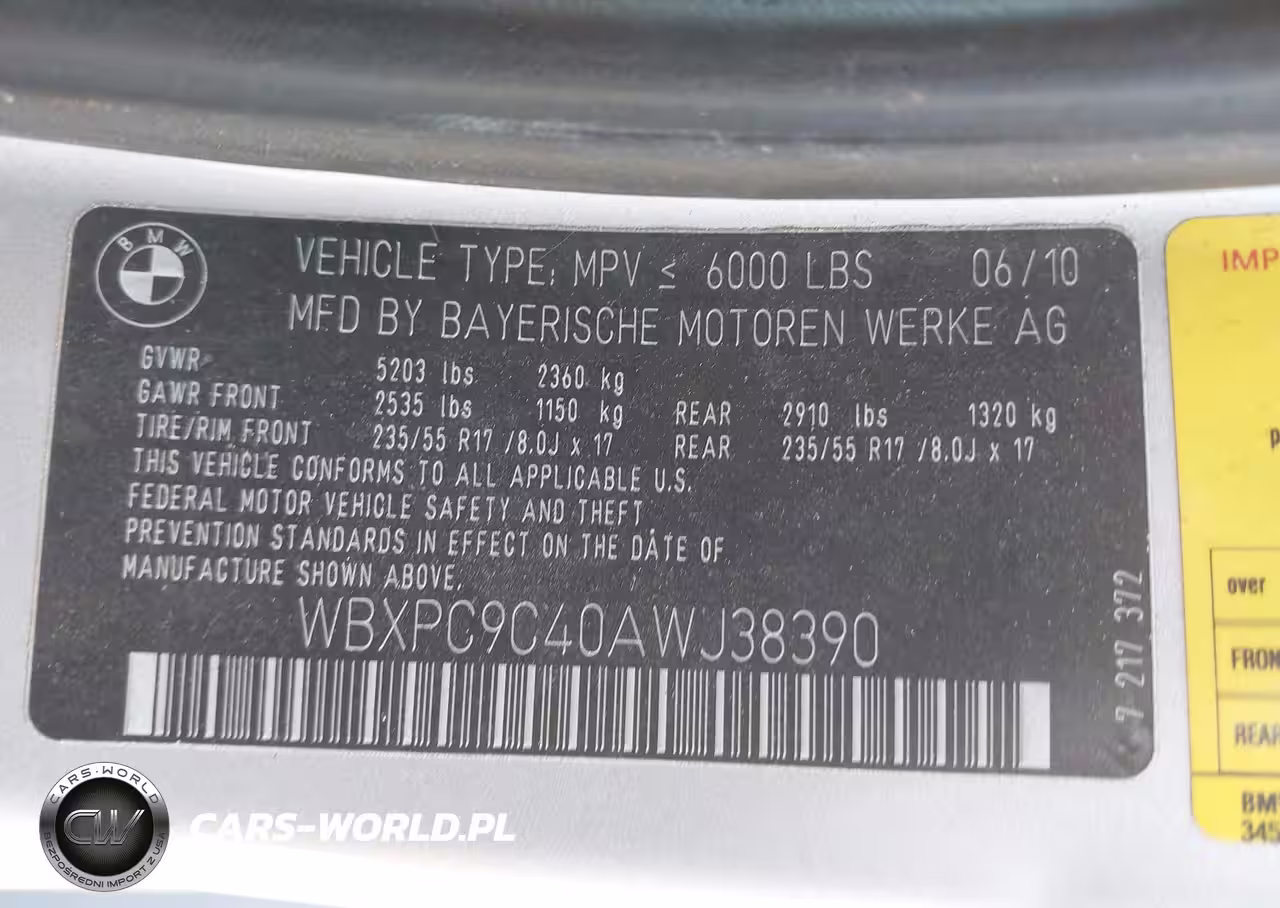 BMW
VEHICLE TYPE: MPV ≤ 6000 LBS 06/10
MFD BY BAYERISCHE MOTOREN WERKE AG
GVWR 5203 lbs 2360 kg
GAWR FRONT 2535 lbs 1150 kg REAR 2910 lbs 1320 kg
TIRE/RIM FRONT 235/55 R17 /8.0J x 17 REAR 235/55 R17 /8.0J x 17
THIS VEHICLE CONFORMS TO ALL APPLICABLE U.S.
FEDERAL MOTOR VEHICLE SAFETY AND THEFT
PREVENTION STANDARDS IN EFFECT ON THE DATE OF
MANUFACTURE SHOWN ABOVE.
WBXPC9C40AWJ38390
7 217 372
IMP
over
FROM
REAR
BM
345
CARS-WORLD
CW
BEZPOŚREDNI IMPORT Z USA
CARS-WORLD.PL